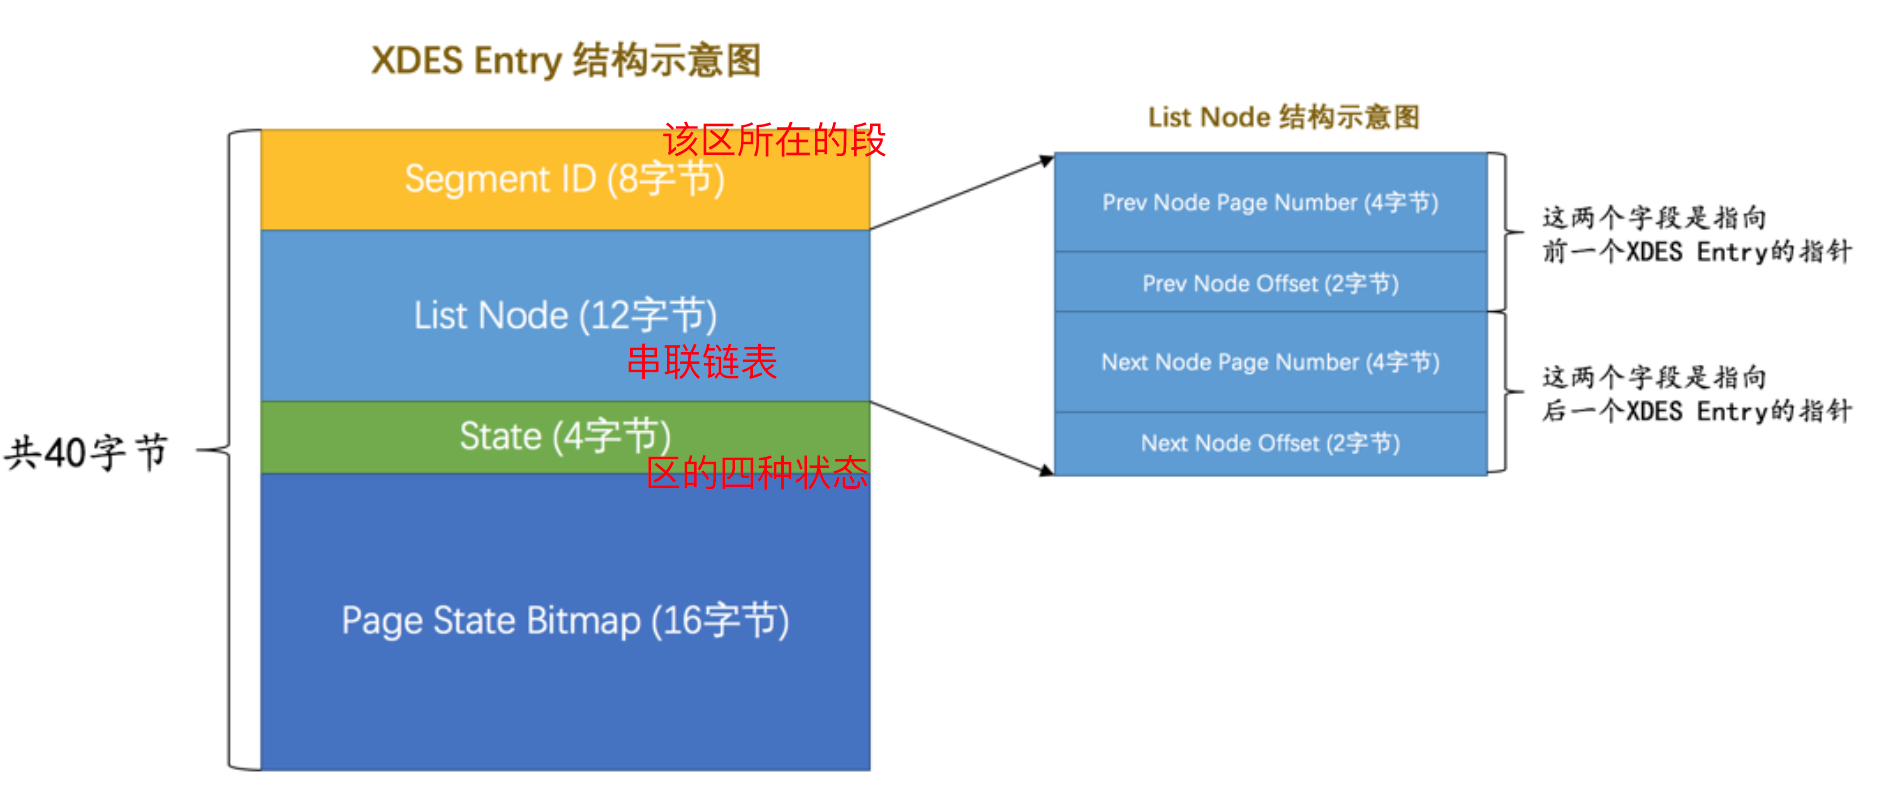 XDES Entry 结构示意图
该区所在的段
Segment ID (8字节)
List Node (12字节)
串联链表
State (4字节)
区的四种状态
Page State Bitmap (16字节)
共40字节
List Node 结构示意图
Prev Node Page Number (4字节)
Prev Node Offset (2字节)
Next Node Page Number (4字节)
Next Node Offset (2字节)
这两个字段是指向
前一个XDES Entry的指针
这两个字段是指向
后一个XDES Entry的指针